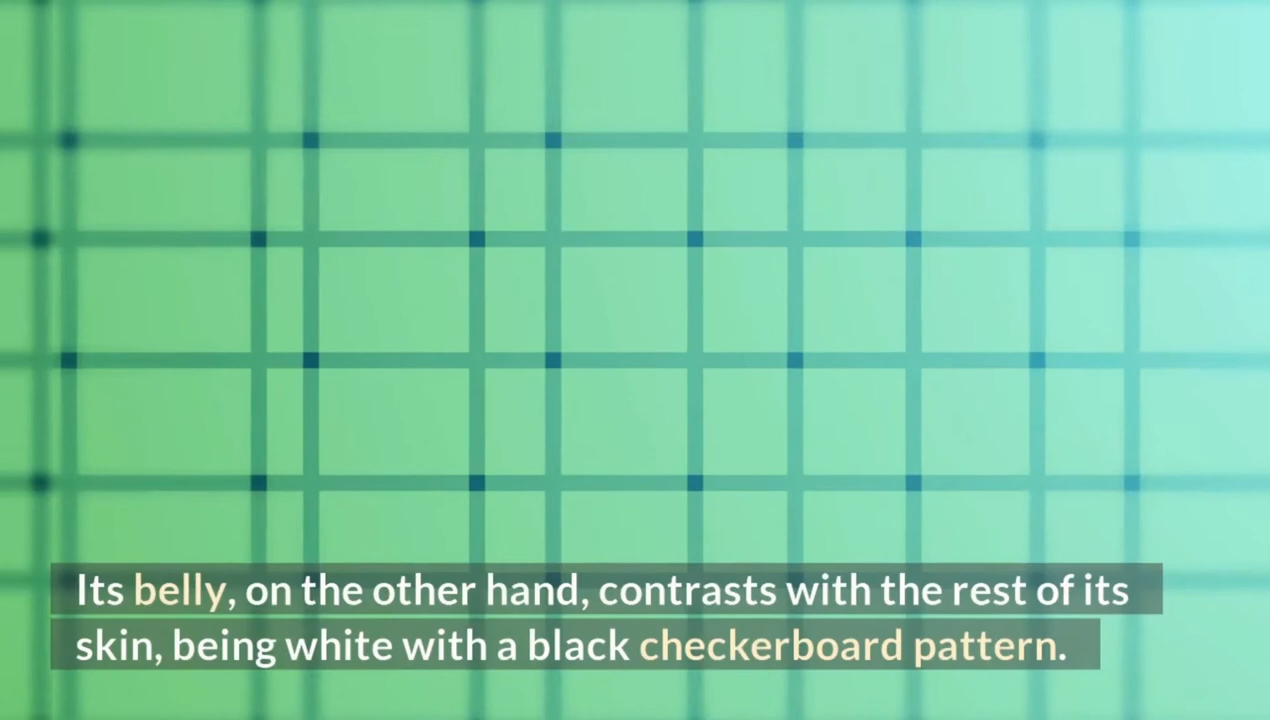 Its belly, on the other hand, contrasts with the rest of its
skin, being white with a black checkerboard pattern.